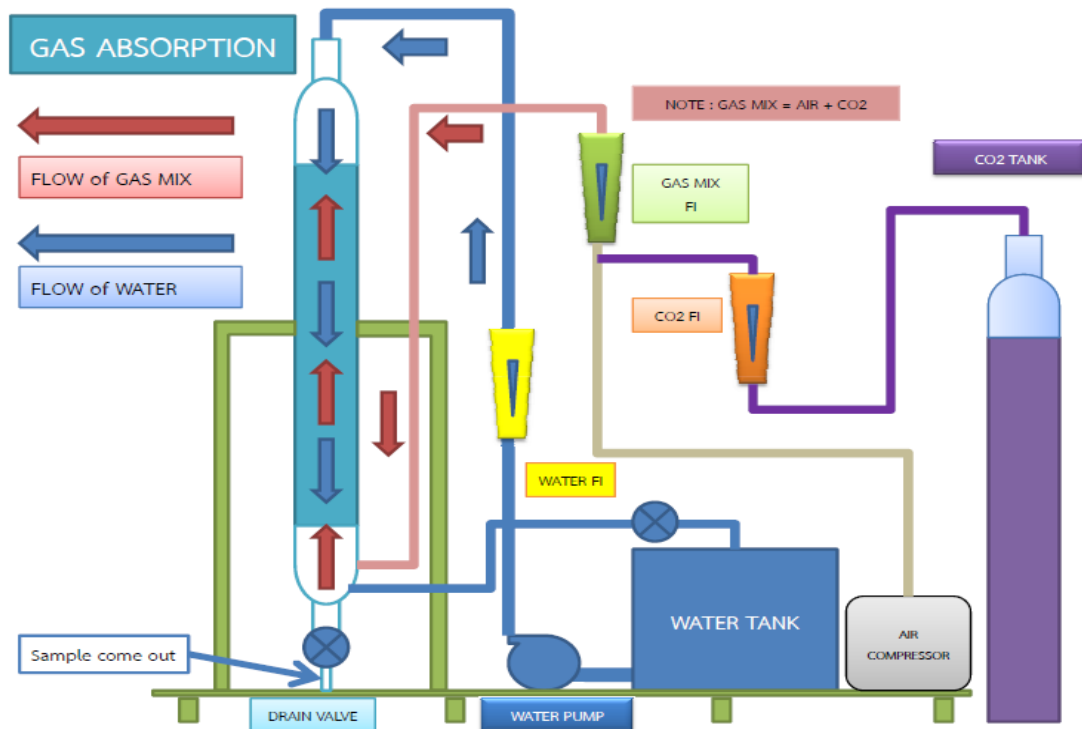 GAS ABSORPTION
NOTE : GAS MIX = AIR + CO2
CO2 TANK
FLOW of GAS MIX
GAS MIX
FI
FLOW of WATER
CO2 FI
WATER FI
WATER TANK
AIR
COMPRESSOR
Sample come out
DRAIN VALVE
WATER PUMP